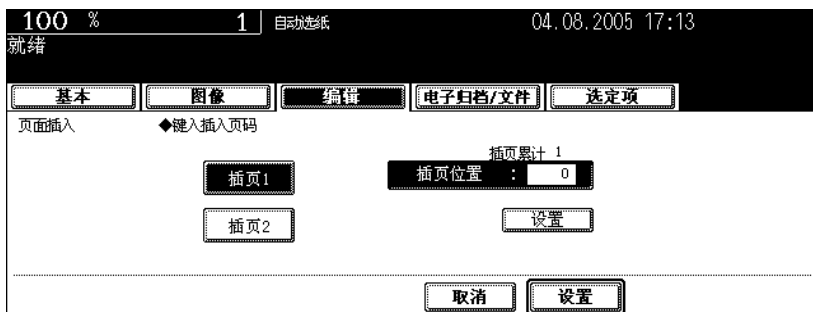 100 % 1 自动选纸 04.08.2005 17:13
就绪
基本 图像 编辑 电子归档/文件 选定项
页面插入 ◆键入插入页码
插页累计 1
插页1 插页位置 : 0
插页2 设置
取消 设置